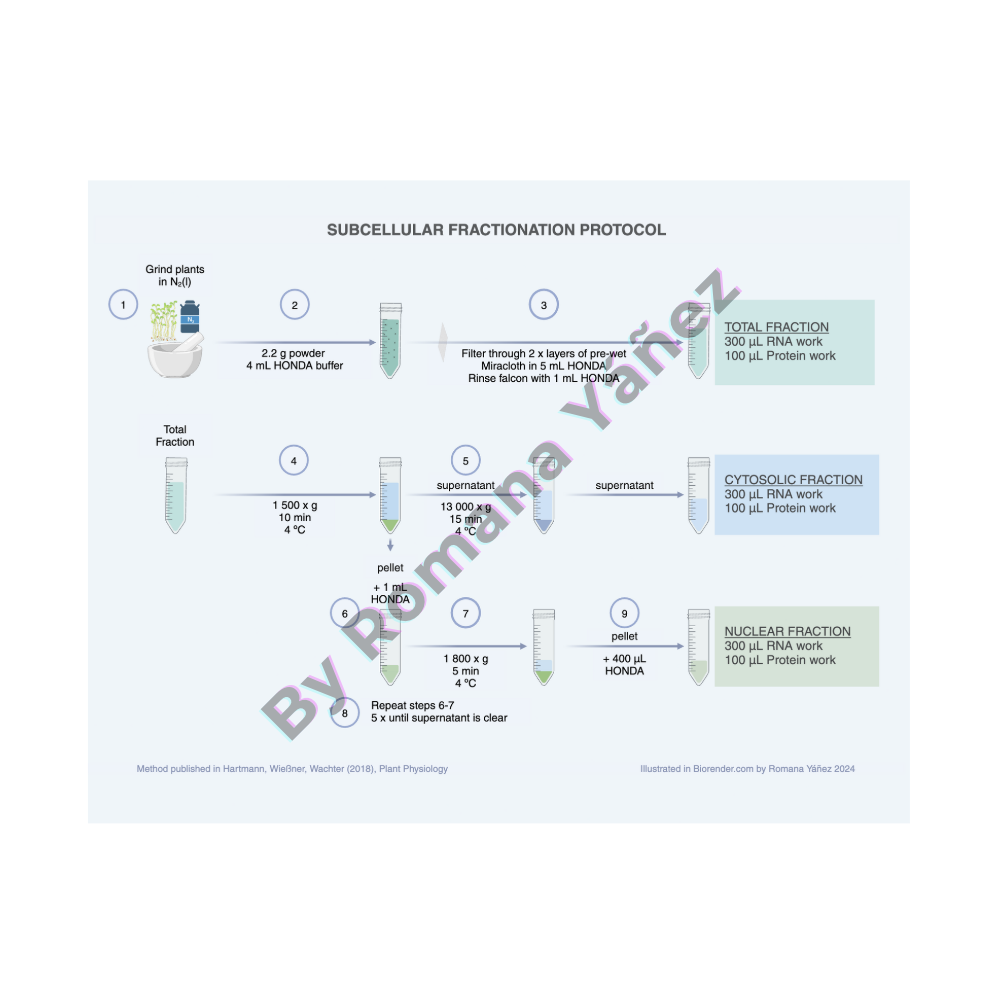 SUBCELLULAR FRACTIONATION PROTOCOL
Grind plants
in N₂(l)
1
N₂
2
2.2 g powder
4 mL HONDA buffer
3
Filter through 2 x layers of pre-wet
Miracloth in 5 mL HONDA
Rinse falcon with 1 mL HONDA
TOTAL FRACTION
300 µL RNA work
100 µL Protein work
Total
Fraction
4
1 500 x g
10 min
4 ºC
5
supernatant
13 000 x g
15 min
4 ºC
supernatant
CYTOSOLIC FRACTION
300 µL RNA work
100 µL Protein work
pellet
+ 1 mL
HONDA
6
7
1 800 x g
5 min
4 ºC
9
pellet
+ 400 µL
HONDA
NUCLEAR FRACTION
300 µL RNA work
100 µL Protein work
8
Repeat steps 6-7
5 x until supernatant is clear
By Romana Yáñez
Method published in Hartmann, Wießner, Wachter (2018), Plant Physiology
Illustrated in Biorender.com by Romana Yáñez 2024